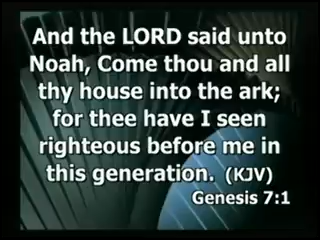 And the LORD said unto
Noah, Come thou and all
thy house into the ark;
for thee have I seen
righteous before me in
this generation. (KJV)
Genesis 7:1